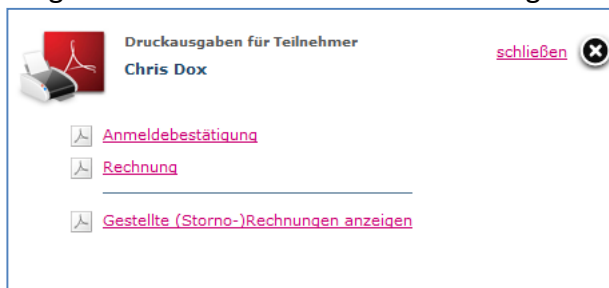 Druckausgaben für Teilnehmer
Chris Dox
schließen
Anmeldebestätigung
Rechnung
Gestellte (Storno-)Rechnungen anzeigen